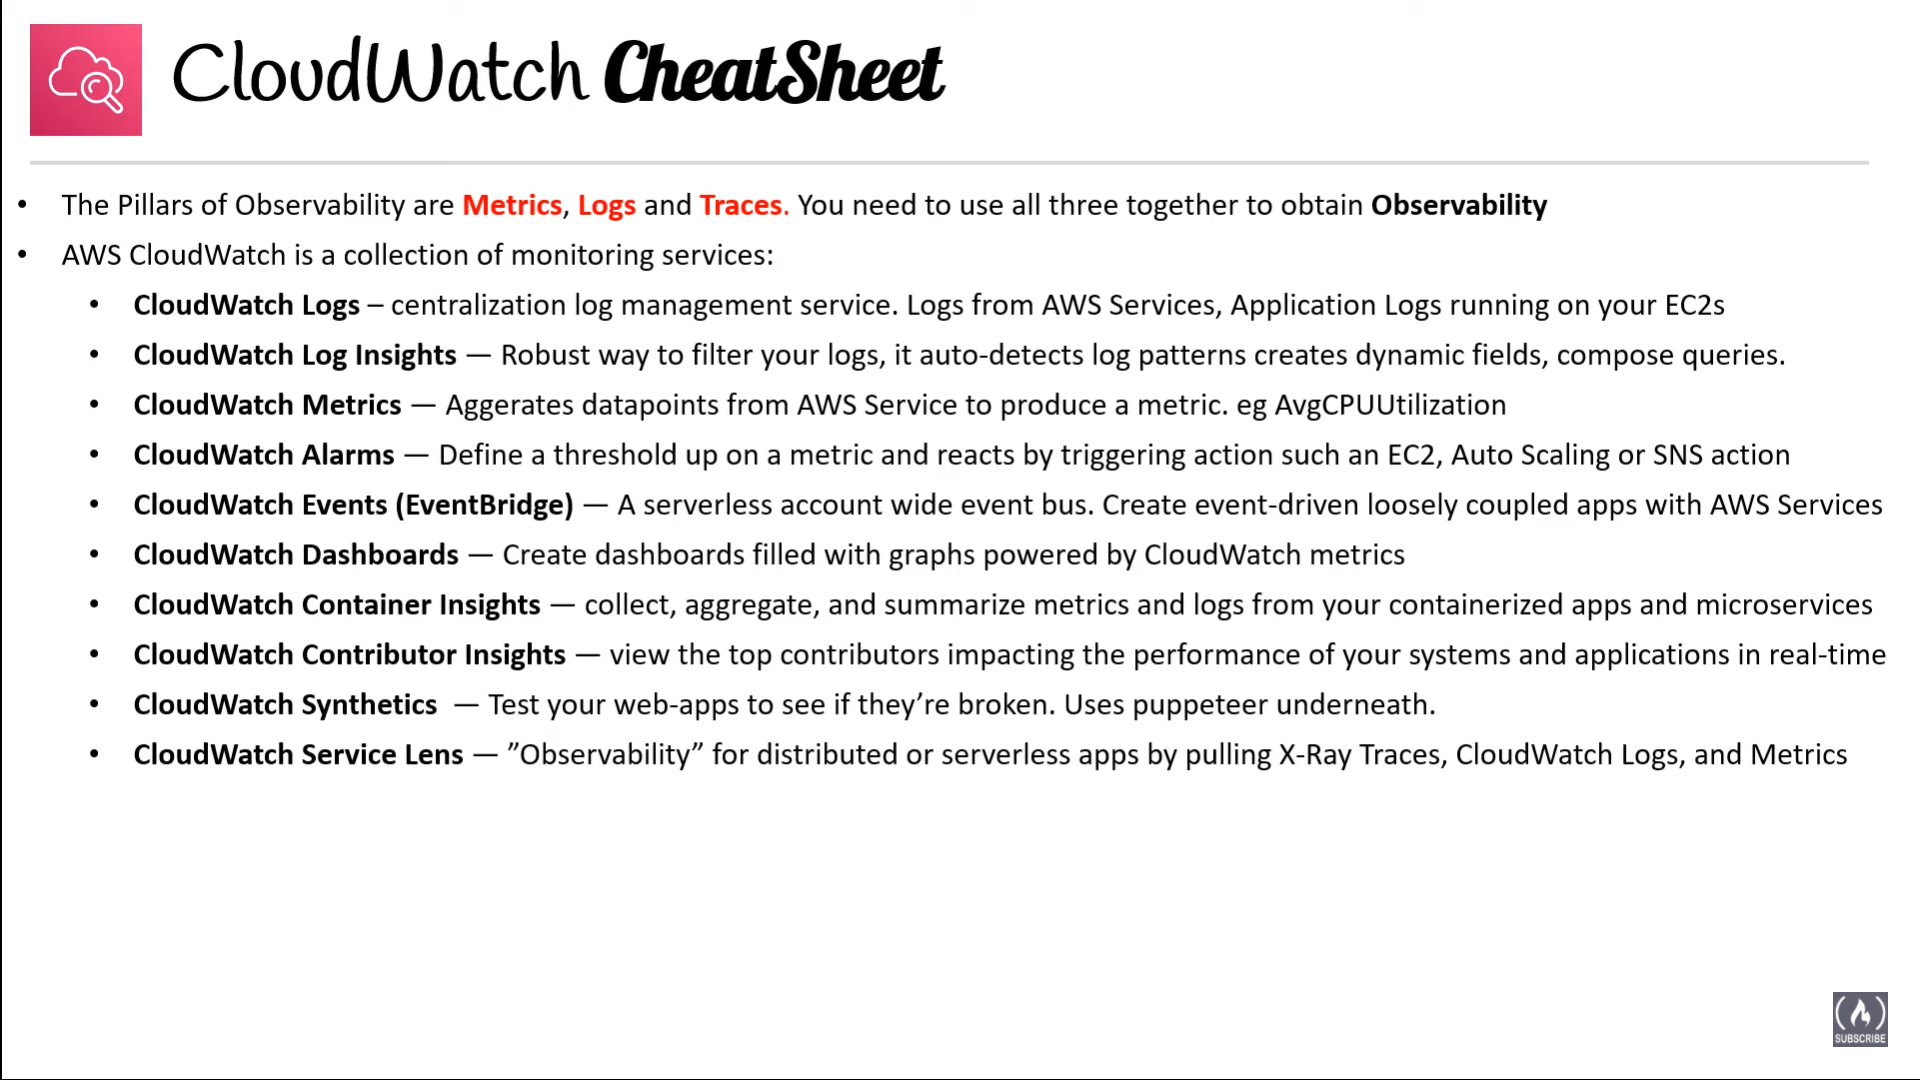 CloudWatch CheatSheet
• The Pillars of Observability are Metrics, Logs and Traces. You need to use all three together to obtain Observability
• AWS CloudWatch is a collection of monitoring services:
• CloudWatch Logs – centralization log management service. Logs from AWS Services, Application Logs running on your EC2s
• CloudWatch Log Insights — Robust way to filter your logs, it auto-detects log patterns creates dynamic fields, compose queries.
• CloudWatch Metrics — Aggerates datapoints from AWS Service to produce a metric. eg AvgCPUUtilization
• CloudWatch Alarms — Define a threshold up on a metric and reacts by triggering action such an EC2, Auto Scaling or SNS action
• CloudWatch Events (EventBridge) — A serverless account wide event bus. Create event-driven loosely coupled apps with AWS Services
• CloudWatch Dashboards — Create dashboards filled with graphs powered by CloudWatch metrics
• CloudWatch Container Insights — collect, aggregate, and summarize metrics and logs from your containerized apps and microservices
• CloudWatch Contributor Insights — view the top contributors impacting the performance of your systems and applications in real-time
• CloudWatch Synthetics — Test your web-apps to see if they’re broken. Uses puppeteer underneath.
• CloudWatch Service Lens — ”Observability” for distributed or serverless apps by pulling X-Ray Traces, CloudWatch Logs, and Metrics
SUBSCRIBE